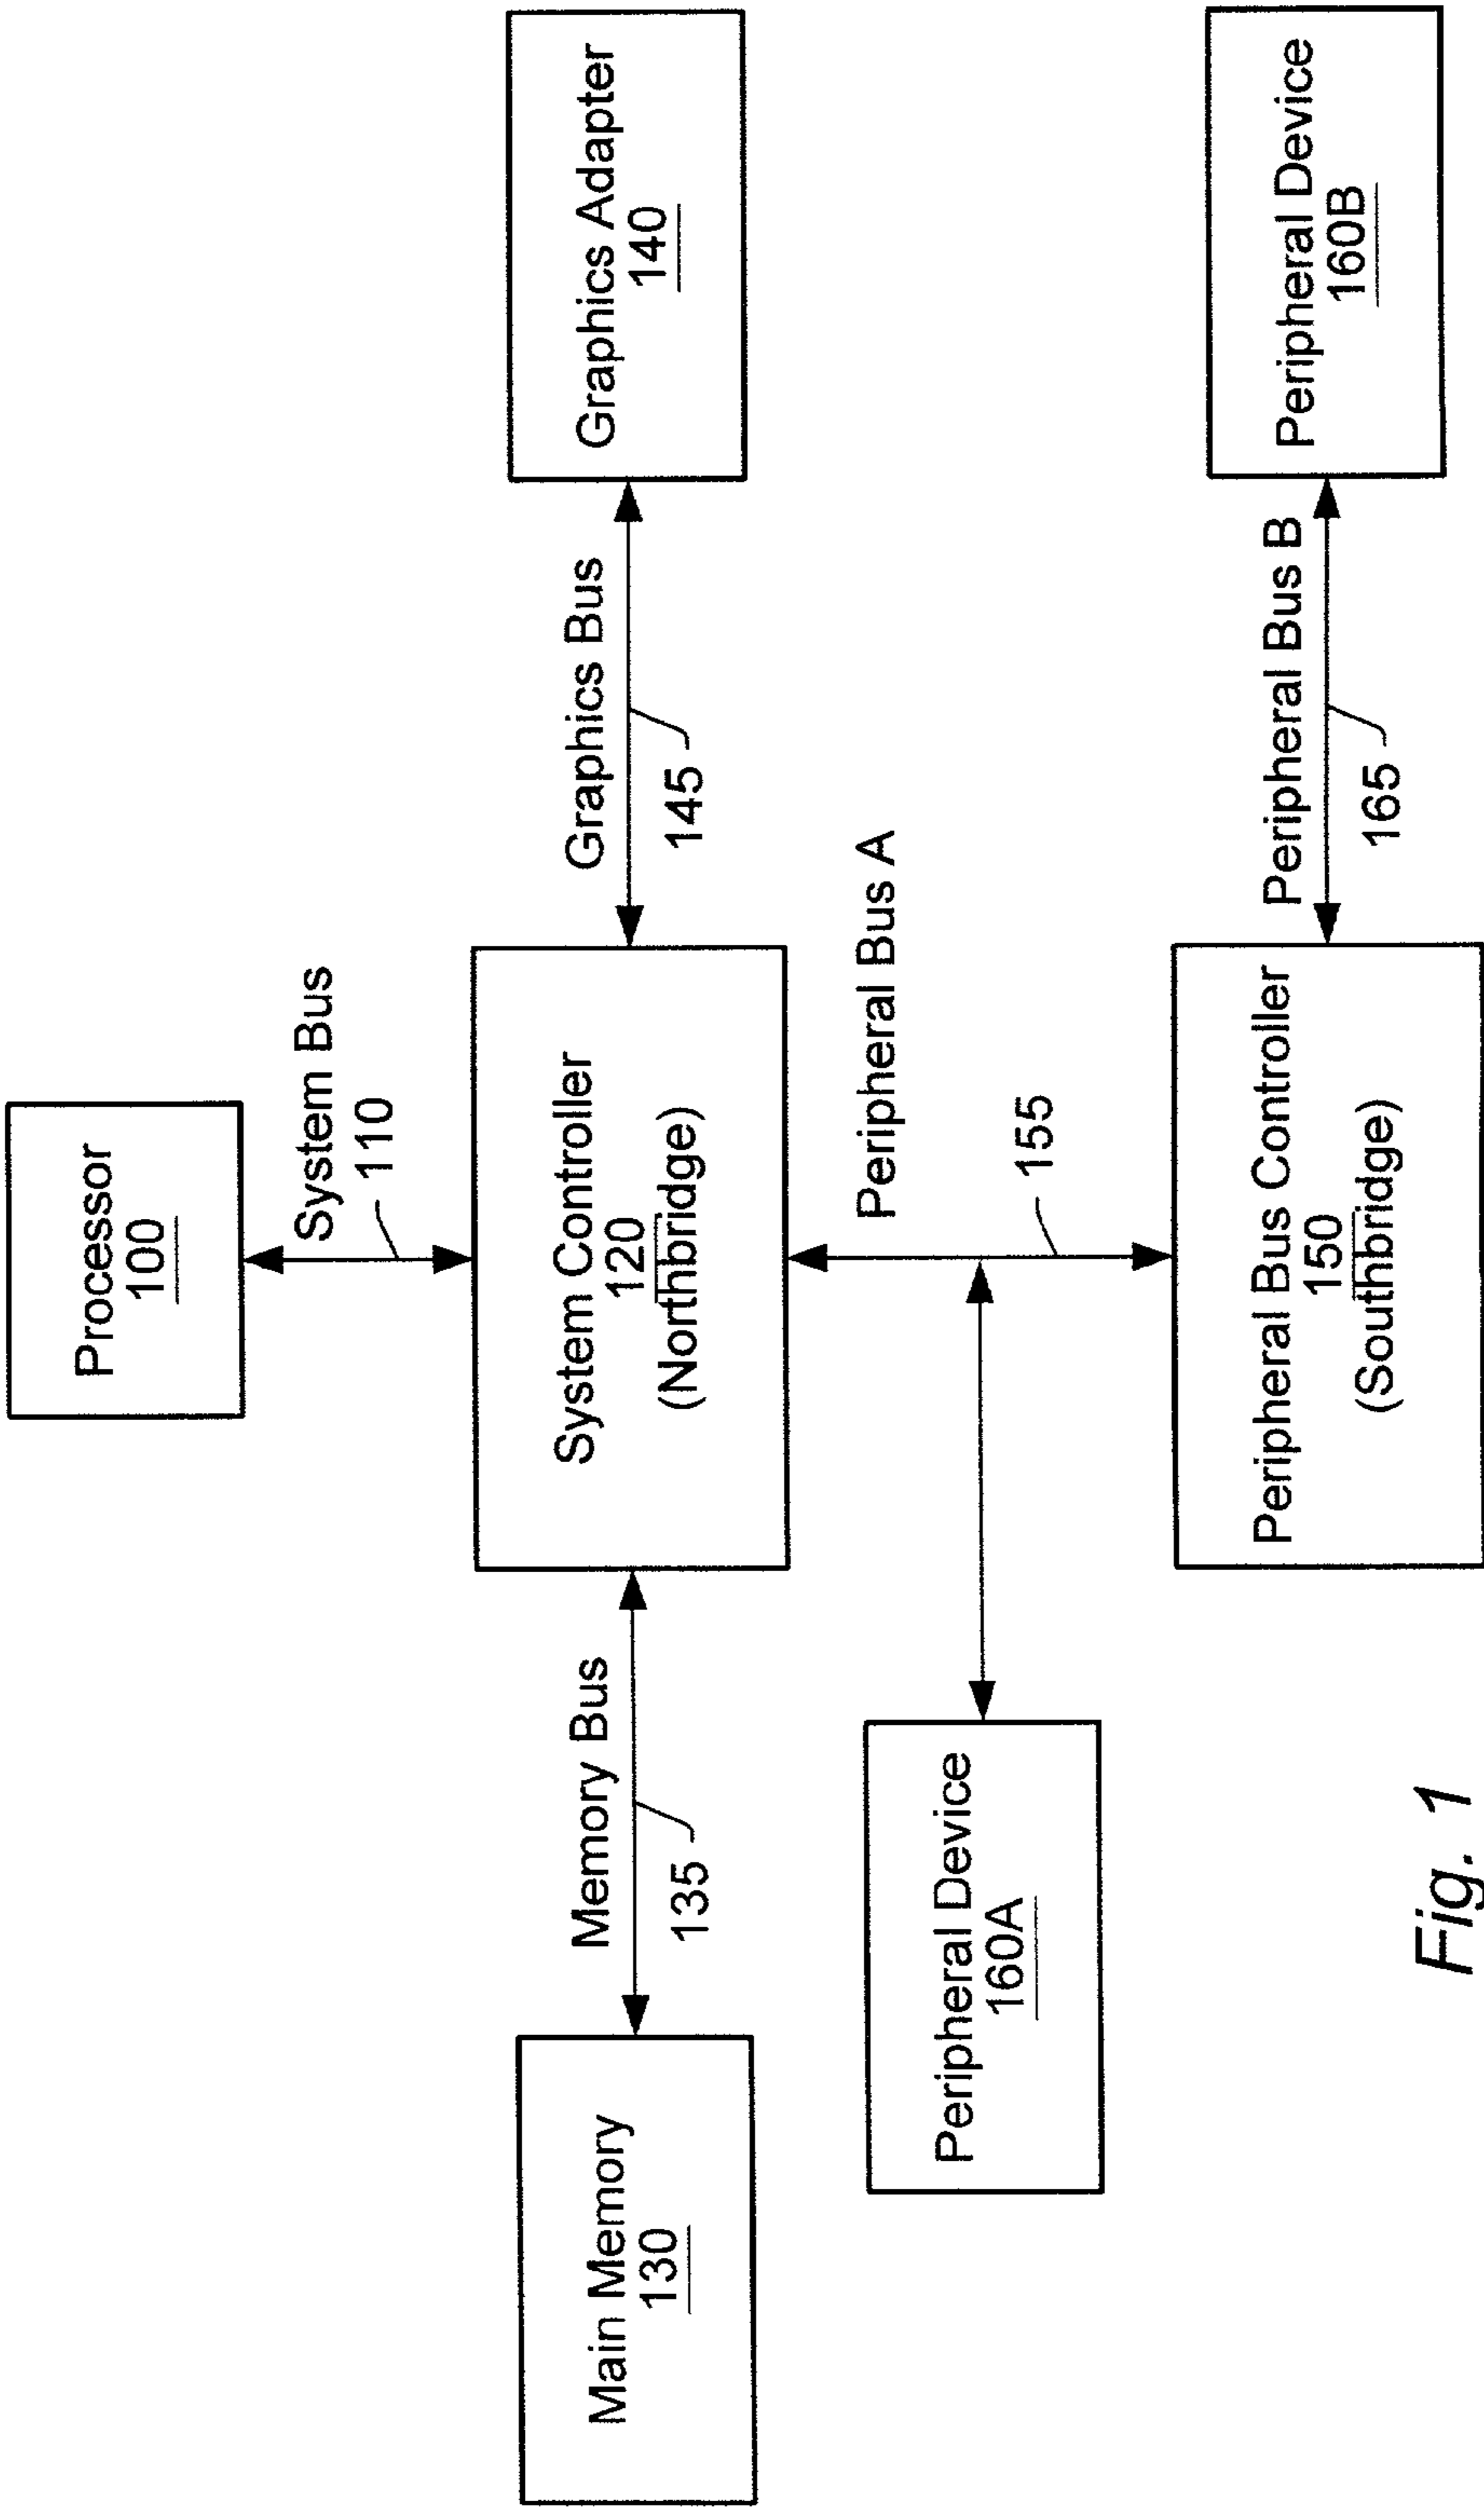 Processor
100
System Bus
110
Main Memory
130
Memory Bus
135
System Controller
120
(Northbridge)
Graphics Bus
145
Graphics Adapter
140
Peripheral Bus A
155
Peripheral Device
160A
Peripheral Bus Controller
150
(Southbridge)
Peripheral Bus B
165
Peripheral Device
160B
Fig. 1